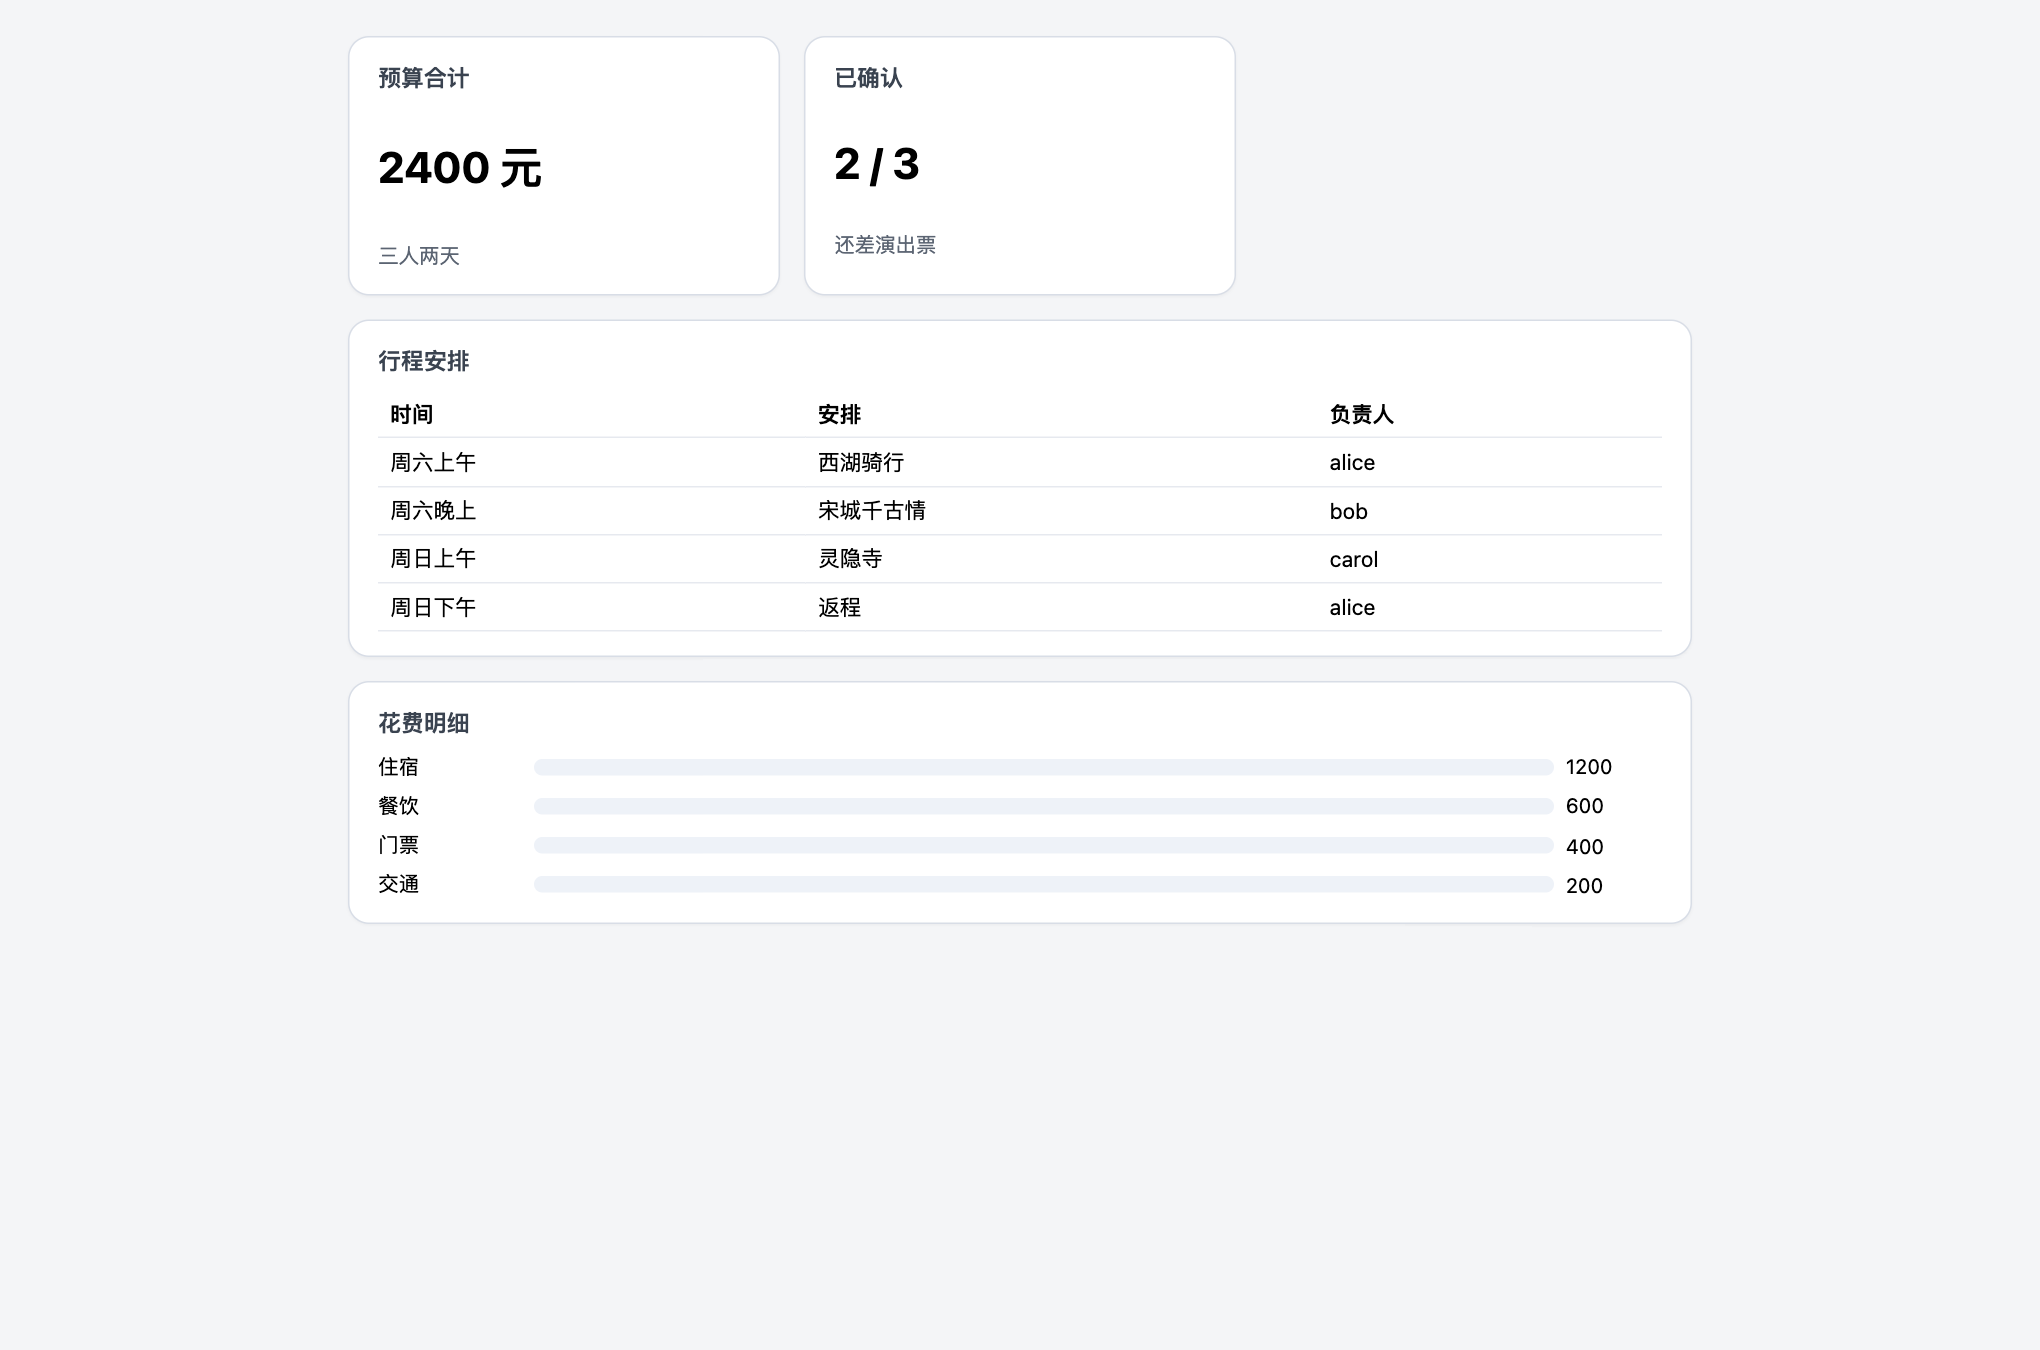 预算合计
2400 元
三人两天
已确认
2 / 3
还差演出票
行程安排
时间 安排 负责人
周六上午 西湖骑行 alice
周六晚上 宋城千古情 bob
周日上午 灵隐寺 carol
周日下午 返程 alice
花费明细
住宿 1200
餐饮 600
门票 400
交通 200